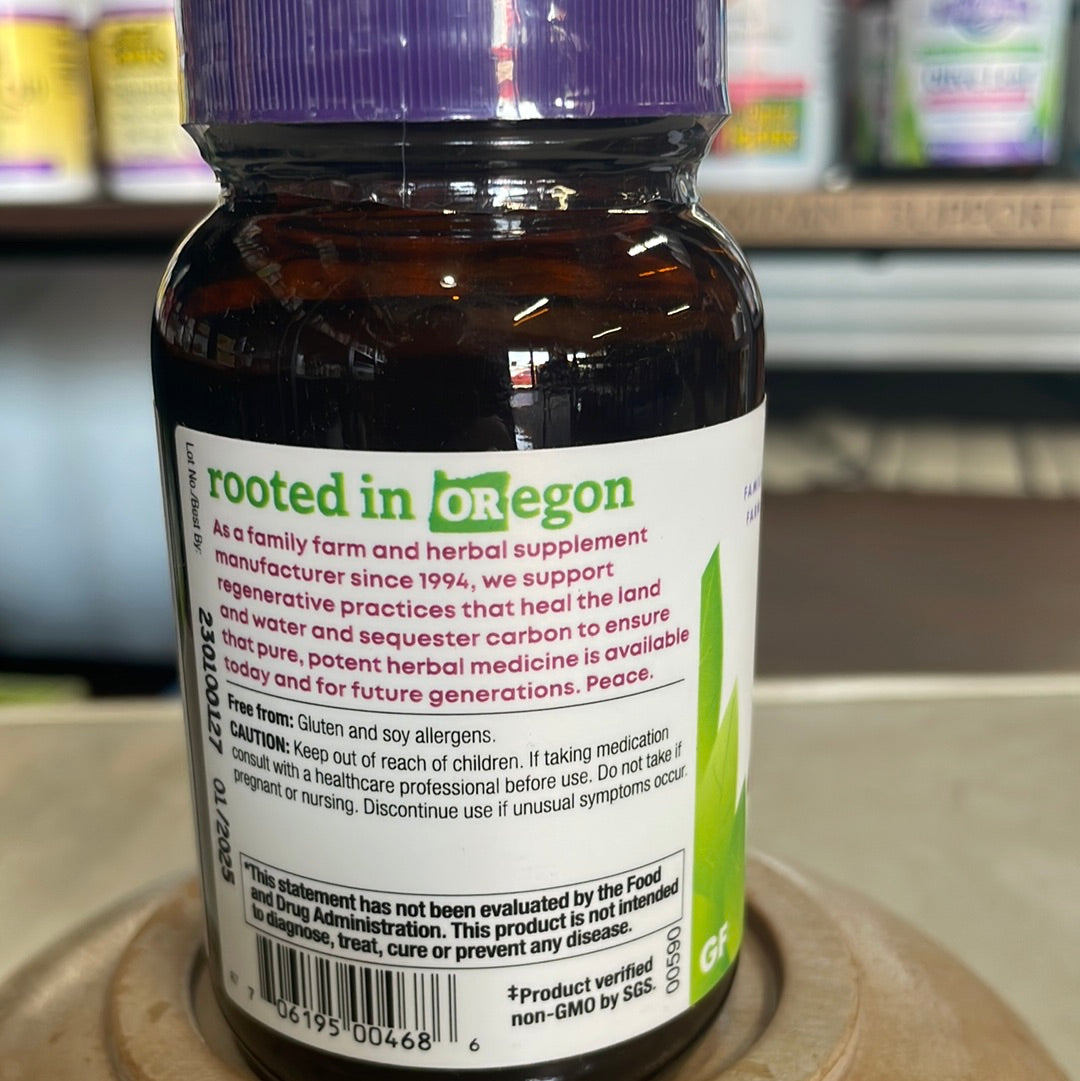 rooted in ORegon
As a family farm and herbal supplement
manufacturer since 1994, we support
regenerative practices that heal the land
and water and sequester carbon to ensure
that pure, potent herbal medicine is available
today and for future generations. Peace.
Free from: Gluten and soy allergens.
CAUTION: Keep out of reach of children. If taking medication
consult with a healthcare professional before use. Do not take if
pregnant or nursing. Discontinue use if unusual symptoms occur.
*This statement has not been evaluated by the Food
and Drug Administration. This product is not intended
to diagnose, treat, cure or prevent any disease.
7 06195 00468 6
‡Product verified
non-GMO by SGS.
00590
GF
Lot No./Best By:
230100127 01/2025
SUPPORT